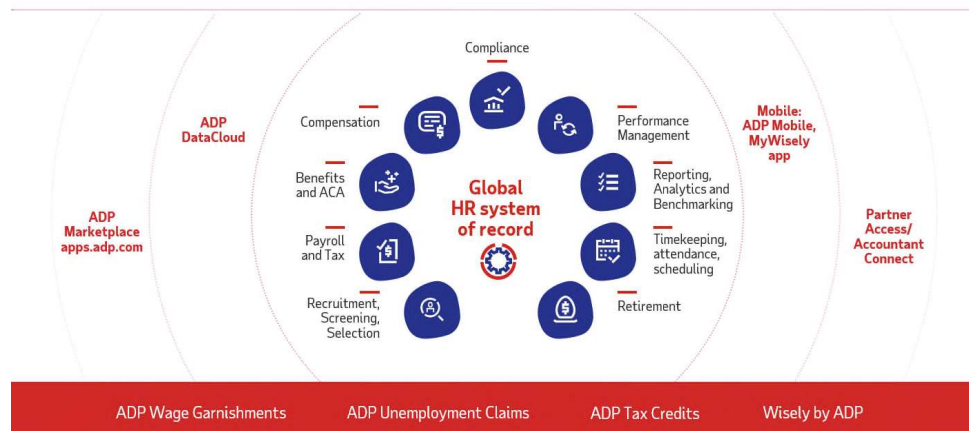 Compliance
Compensation
Performance
Management
ADP
DataCloud
Mobile:
ADP Mobile,
MyWisely
app
Benefits
and ACA
Reporting,
Analytics and
Benchmarking
Global
HR system
of record
ADP
Marketplace
apps.adp.com
Partner
Access/
Accountant
Connect
Payroll
and Tax
Timekeeping,
attendance,
scheduling
Recruitment,
Screening,
Selection
Retirement
ADP Wage Garnishments
ADP Unemployment Claims
ADP Tax Credits
Wisely by ADP